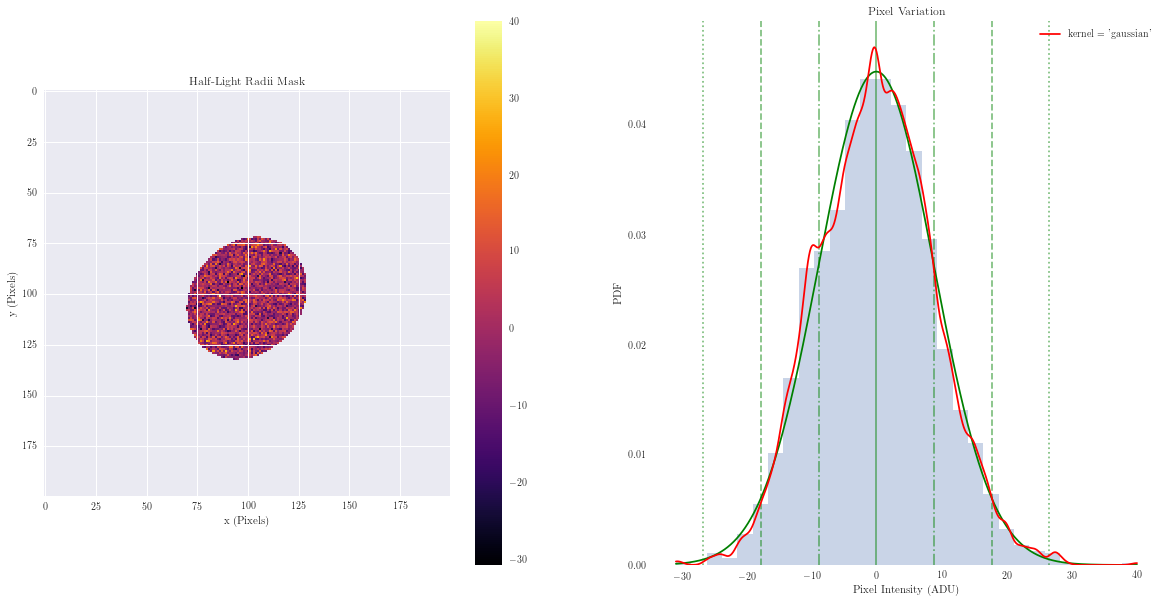 Half-Light Radii Mask
0
25
50
75
100
125
150
175
y (Pixels)
0 25 50 75 100 125 150 175
x (Pixels)
40
30
20
10
0
−10
−20
−30
Pixel Variation
kernel = 'gaussian'
0.04
0.03
0.02
0.01
0.00
PDF
−30 −20 −10 0 10 20 30 40
Pixel Intensity (ADU)